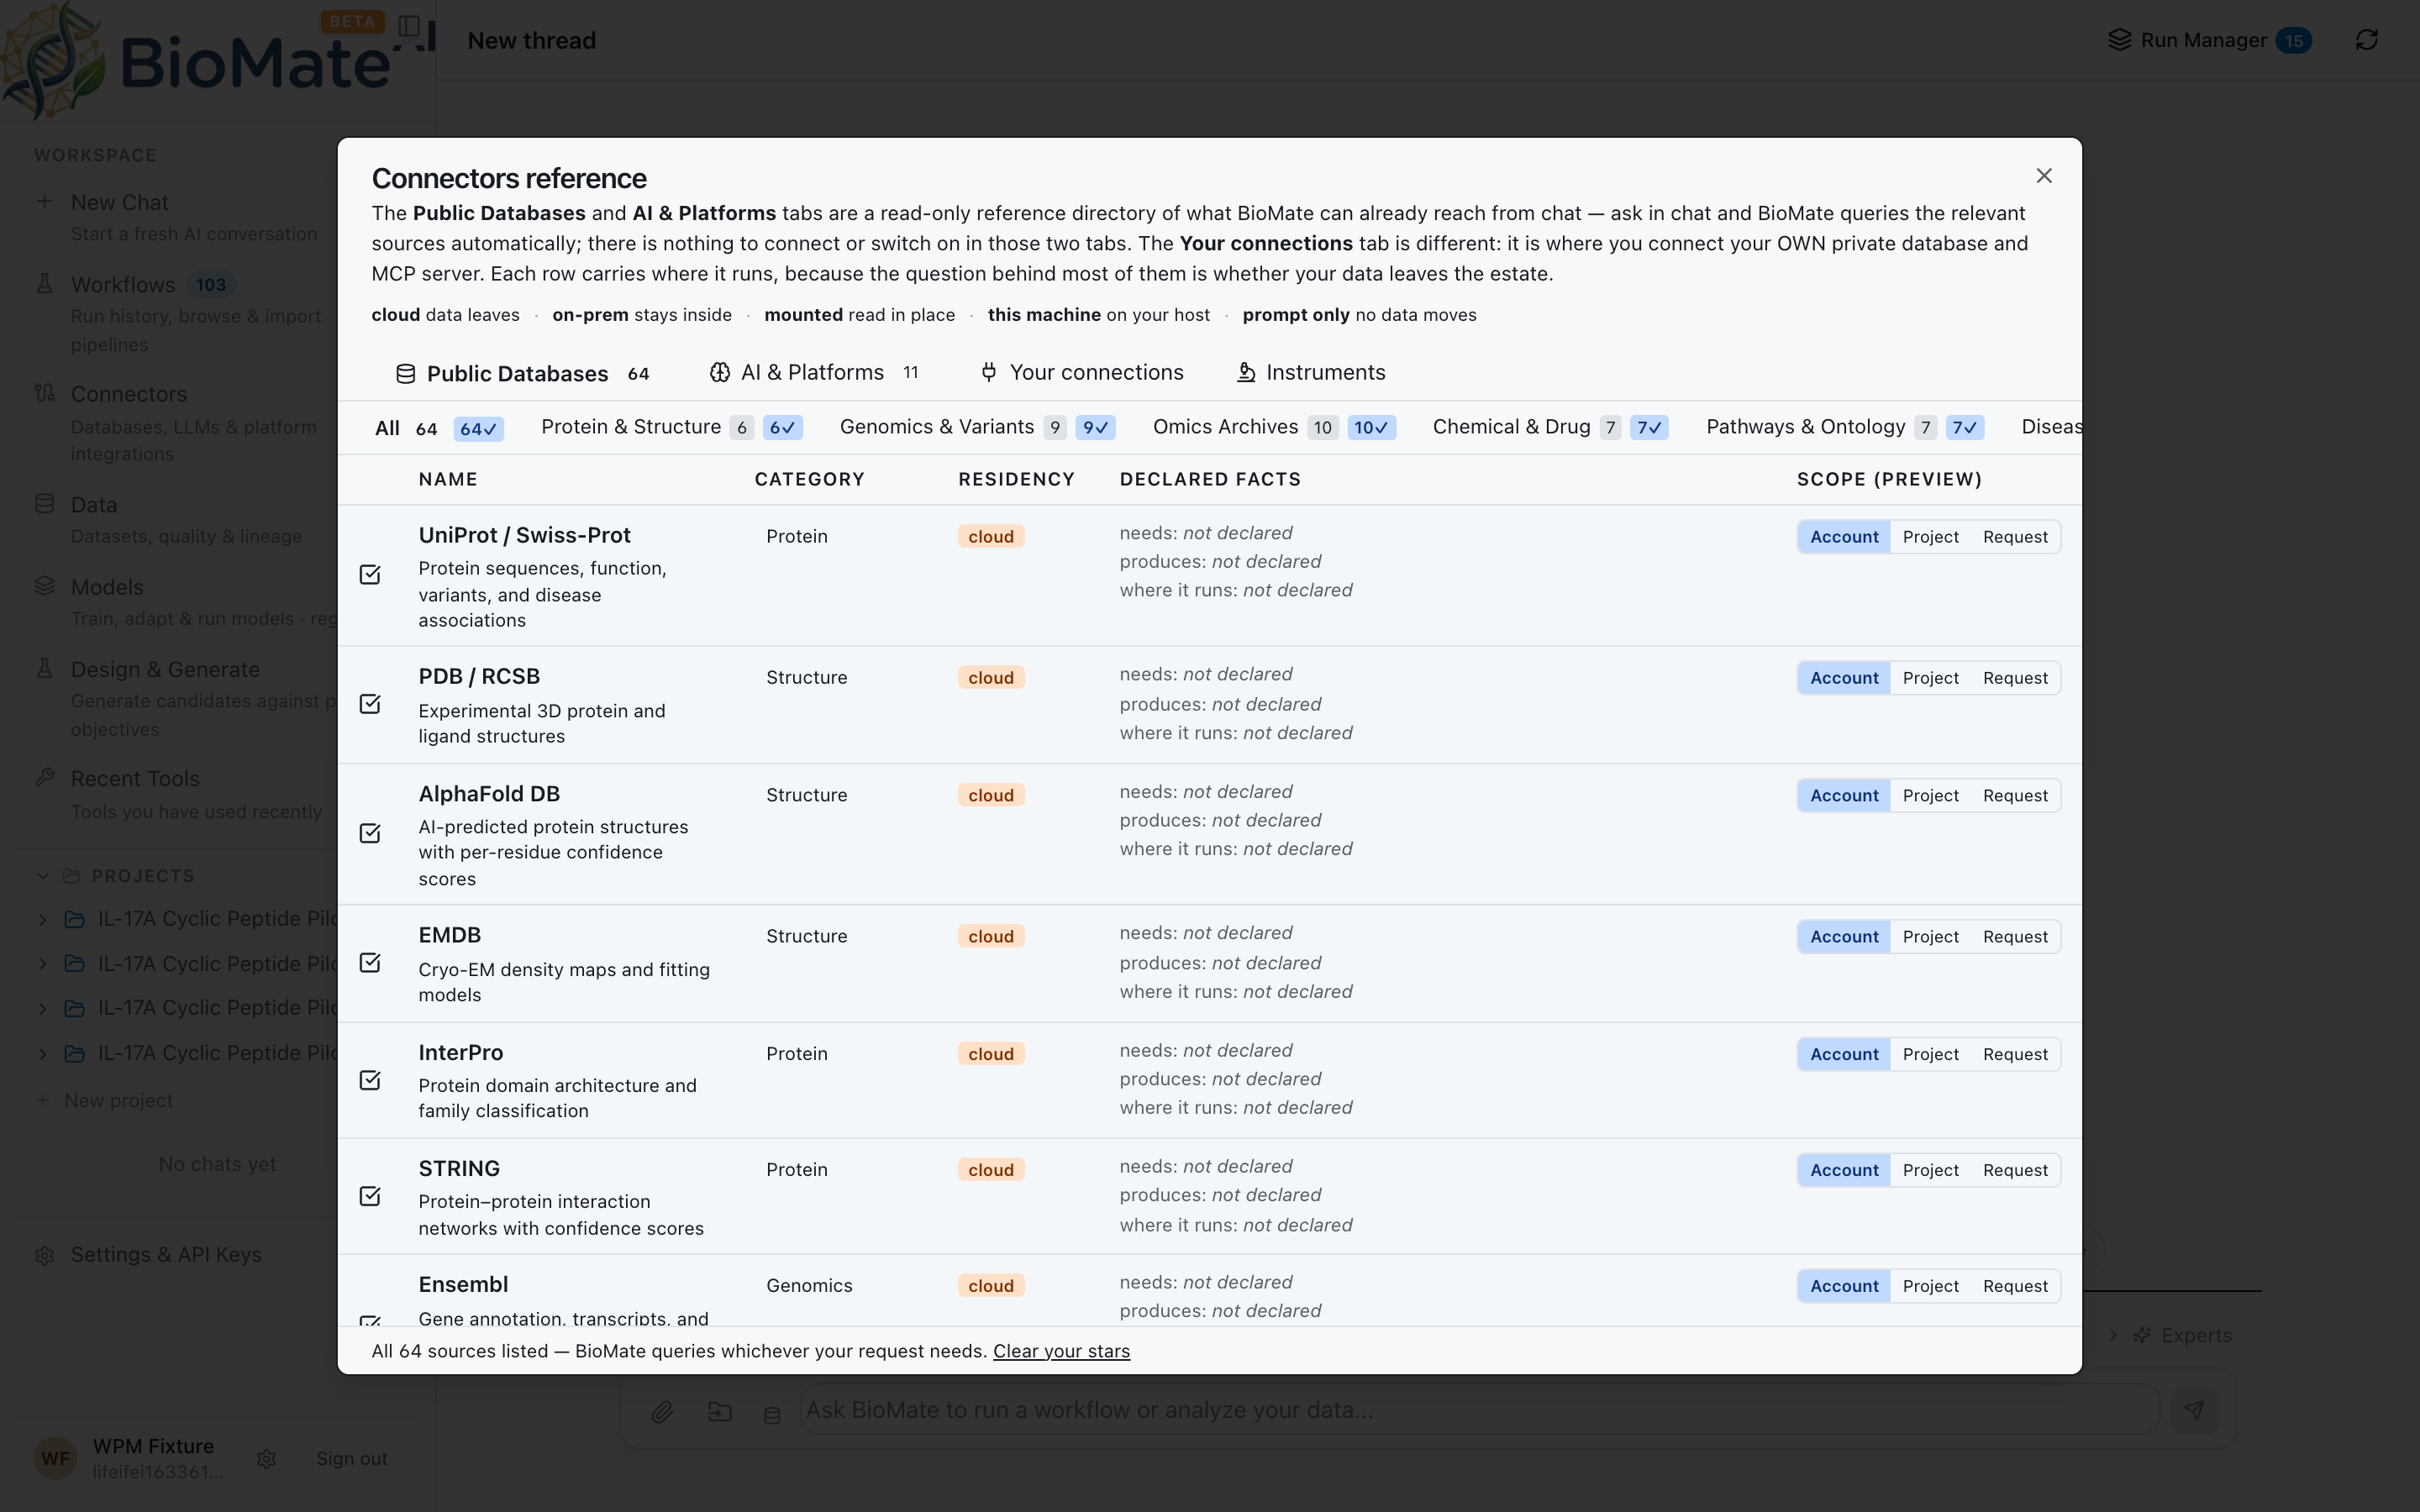 BioMate
BETA
New thread
Run Manager 15
WORKSPACE
New Chat
Start a fresh AI conversation
Workflows 103
Run history, browse & import
pipelines
Connectors
Databases, LLMs & platform
integrations
Data
Datasets, quality & lineage
Models
Train, adapt & run models · reg
Design & Generate
Generate candidates against p
objectives
Recent Tools
Tools you have used recently
PROJECTS
IL-17A Cyclic Peptide Pilo
IL-17A Cyclic Peptide Pilo
IL-17A Cyclic Peptide Pilo
IL-17A Cyclic Peptide Pilo
New project
No chats yet
Settings & API Keys
WF
WPM Fixture
lifeifei163361...
Sign out
Connectors reference
The Public Databases and AI & Platforms tabs are a read-only reference directory of what BioMate can already reach from chat — ask in chat and BioMate queries the relevant
sources automatically; there is nothing to connect or switch on in those two tabs. The Your connections tab is different: it is where you connect your OWN private database and
MCP server. Each row carries where it runs, because the question behind most of them is whether your data leaves the estate.
cloud data leaves · on-prem stays inside · mounted read in place · this machine on your host · prompt only no data moves
Public Databases 64 AI & Platforms 11 Your connections Instruments
All 64 64✓ Protein & Structure 6 6✓ Genomics & Variants 9 9✓ Omics Archives 10 10✓ Chemical & Drug 7 7✓ Pathways & Ontology 7 7✓ Diseas
NAME CATEGORY RESIDENCY DECLARED FACTS SCOPE (PREVIEW)
UniProt / Swiss-Prot Protein cloud needs: not declared Account Project Request
Protein sequences, function, produces: not declared
variants, and disease where it runs: not declared
associations
PDB / RCSB Structure cloud needs: not declared Account Project Request
Experimental 3D protein and produces: not declared
ligand structures where it runs: not declared
AlphaFold DB Structure cloud needs: not declared Account Project Request
AI-predicted protein structures produces: not declared
with per-residue confidence where it runs: not declared
scores
EMDB Structure cloud needs: not declared Account Project Request
Cryo-EM density maps and fitting produces: not declared
models where it runs: not declared
InterPro Protein cloud needs: not declared Account Project Request
Protein domain architecture and produces: not declared
family classification where it runs: not declared
STRING Protein cloud needs: not declared Account Project Request
Protein–protein interaction produces: not declared
networks with confidence scores where it runs: not declared
Ensembl Genomics cloud needs: not declared Account Project Request
Gene annotation, transcripts, and produces: not declared
All 64 sources listed — BioMate queries whichever your request needs. Clear your stars
Experts
Ask BioMate to run a workflow or analyze your data...